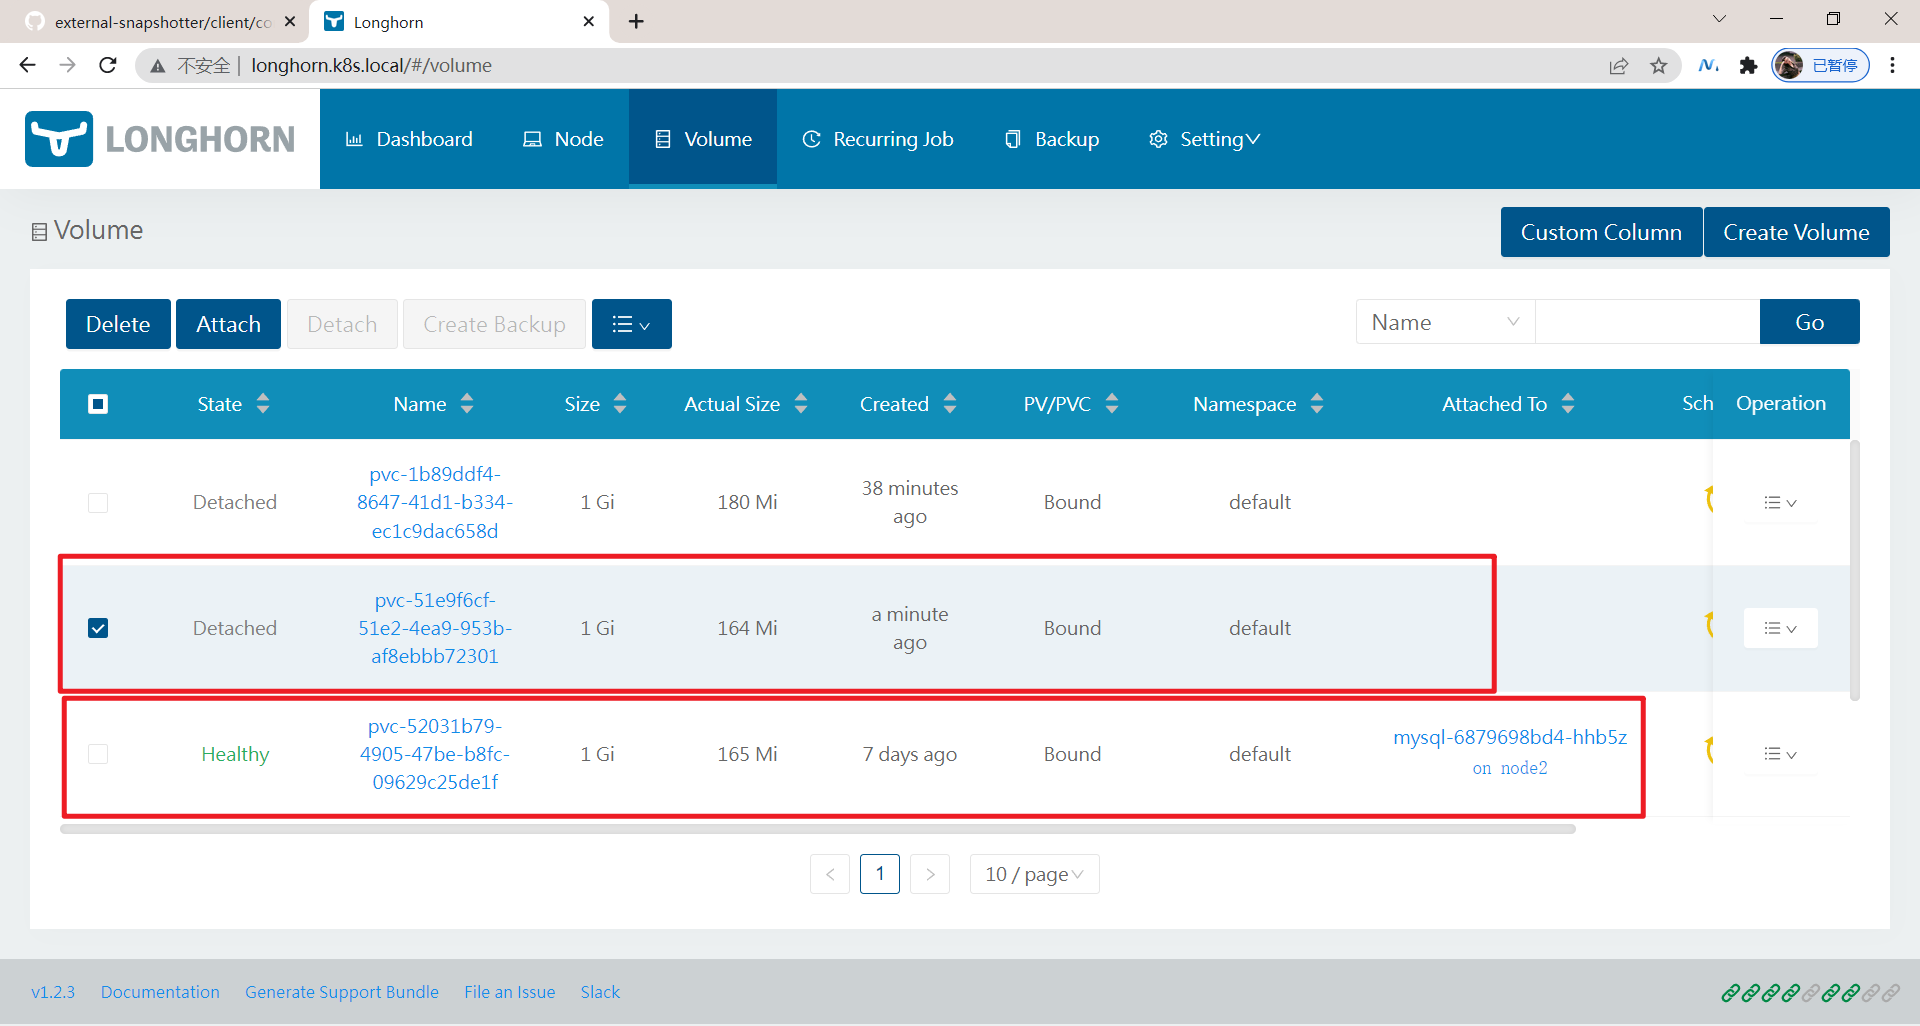 external-snapshotter/client/co
Longhorn
不安全 | longhorn.k8s.local/#/volume
已暂停
LONGHORN
Dashboard
Node
Volume
Recurring Job
Backup
Setting
Volume
Custom Column
Create Volume
Delete
Attach
Detach
Create Backup
Name
Go
State
Name
Size
Actual Size
Created
PV/PVC
Namespace
Attached To
Sch
Operation
Detached
pvc-1b89ddf4-
8647-41d1-b334-
ec1c9dac658d
1 Gi
180 Mi
38 minutes
ago
Bound
default
Detached
pvc-51e9f6cf-
51e2-4ea9-953b-
af8ebbb72301
1 Gi
164 Mi
a minute
ago
Bound
default
Healthy
pvc-52031b79-
4905-47be-b8fc-
09629c25de1f
1 Gi
165 Mi
7 days ago
Bound
default
mysql-6879698bd4-hhb5z
on node2
<
1
>
10 / page
v1.2.3
Documentation
Generate Support Bundle
File an Issue
Slack